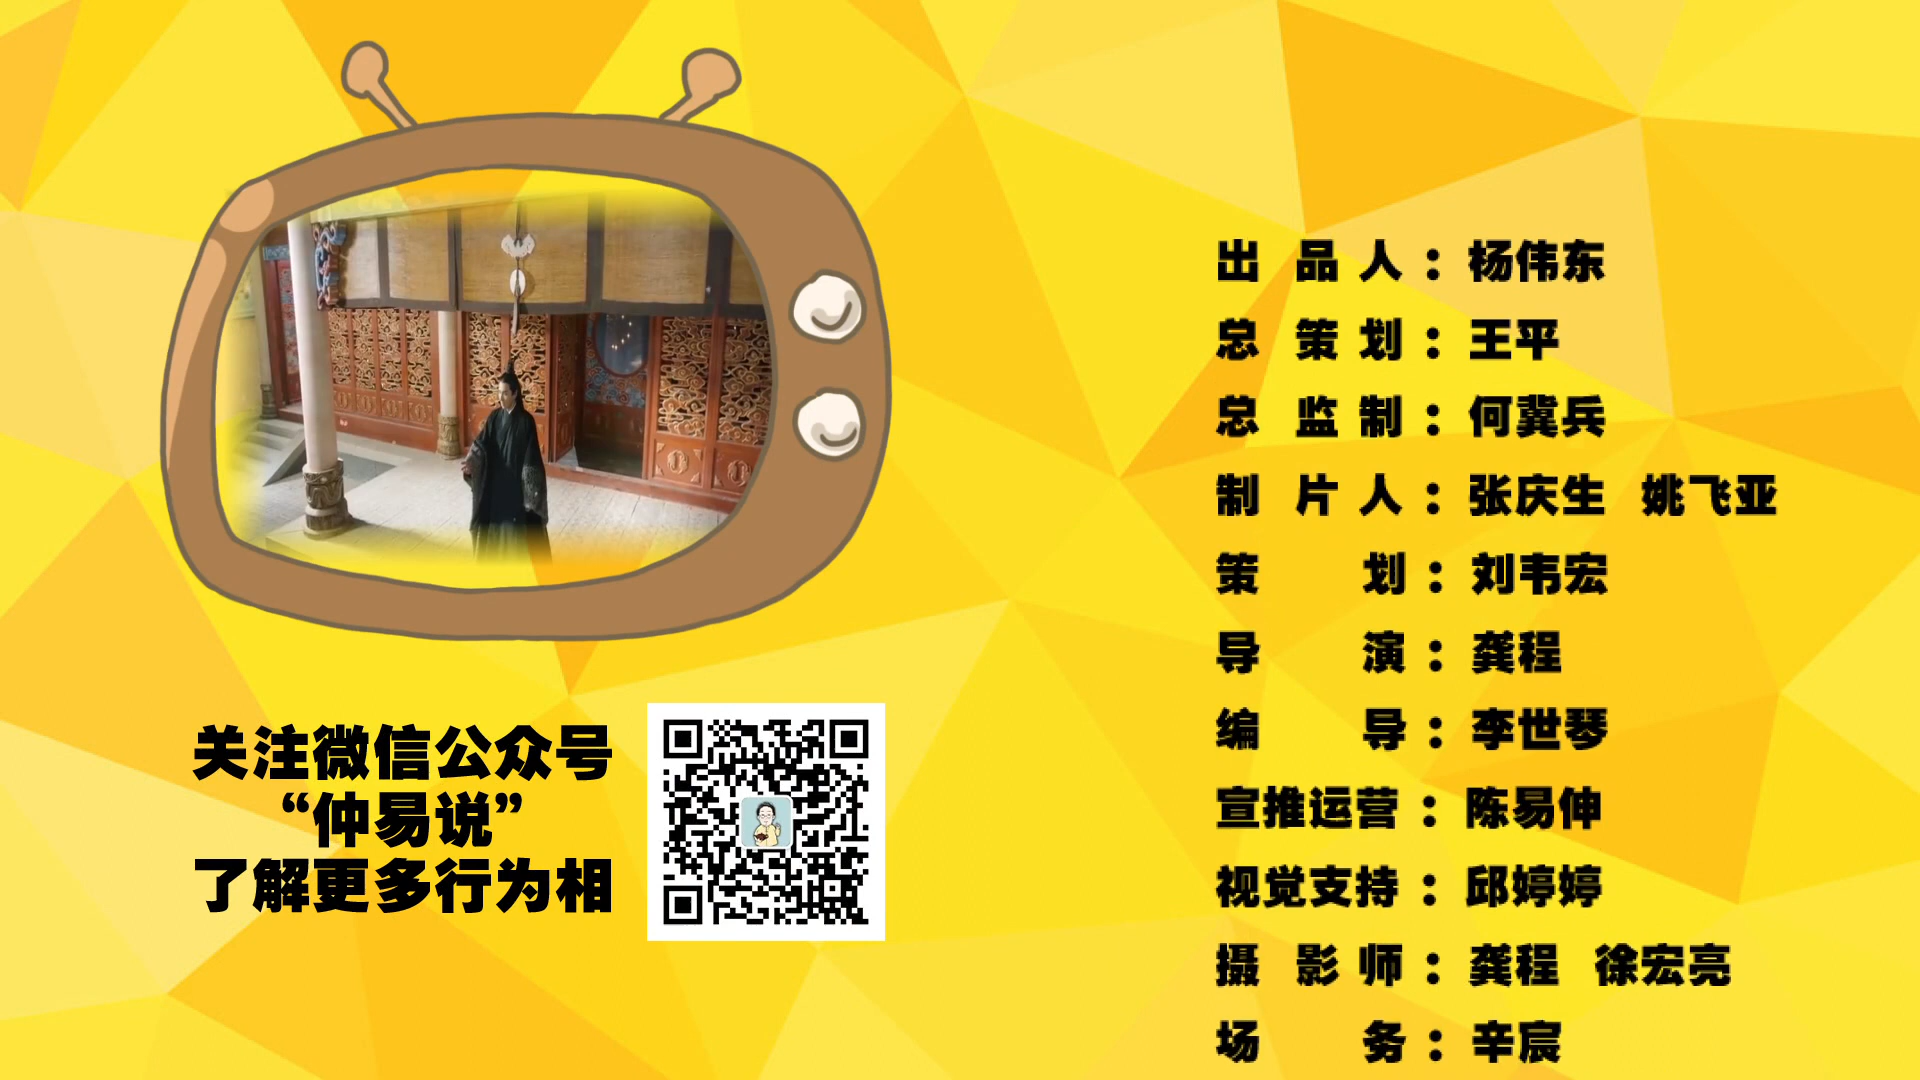 关注微信公众号
“仲易说”
了解更多行为相
出品人：杨伟东
总策划：王平
总监制：何冀兵
制片人：张庆生 姚飞亚
策划：刘韦宏
导演：龚程
编导：李世琴
宣推运营：陈易伸
视觉支持：邱婷婷
摄影师：龚程 徐宏亮
场务：辛宸